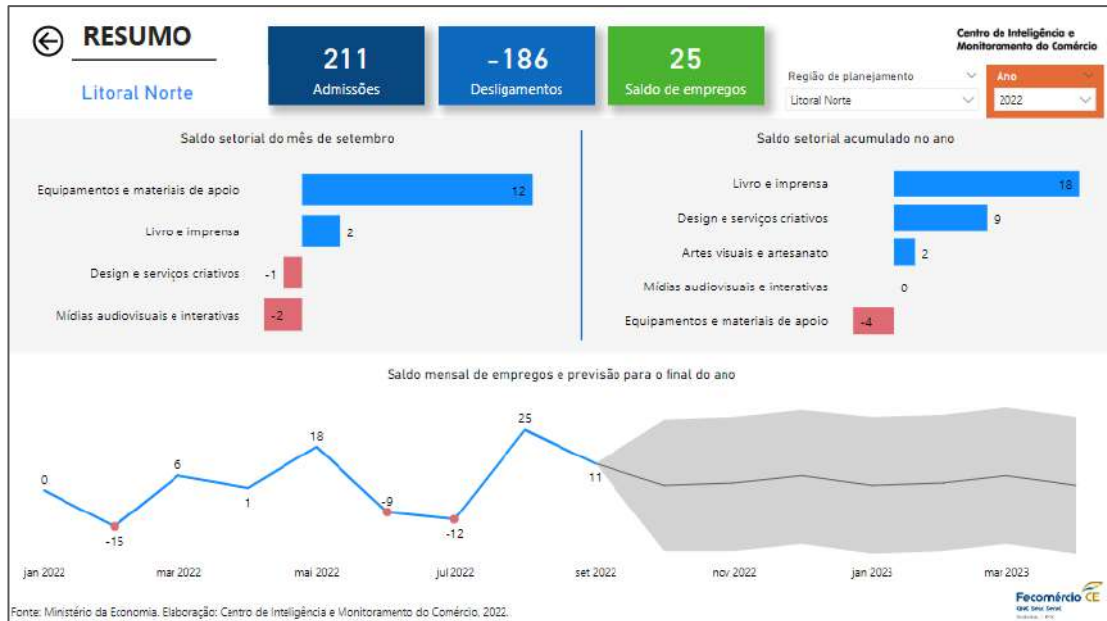 RESUMO
Litoral Norte
211
Admissões
-186
Desligamentos
25
Saldo de empregos
Centro de Inteligência e
Monitoramento do Comércio
Região de planejamento
Litoral Norte
Ano
2022
Saldo setorial do mês de setembro
Equipamentos e materiais de apoio
12
Livro e imprensa
2
Design e serviços criativos
-1
Mídias audiovisuais e interativas
-2
Saldo setorial acumulado no ano
Livro e imprensa
18
Design e serviços criativos
9
Artes visuais e artesanato
2
Mídias audiovisuais e interativas
0
Equipamentos e materiais de apoio
-4
Saldo mensal de empregos e previsão para o final do ano
0
-15
6
1
18
-9
-12
25
11
jan 2022
mar 2022
mai 2022
jul 2022
set 2022
nov 2022
jan 2023
mar 2023
Fonte: Ministério da Economia. Elaboração: Centro de Inteligência e Monitoramento do Comércio, 2022.
Fecomércio CE